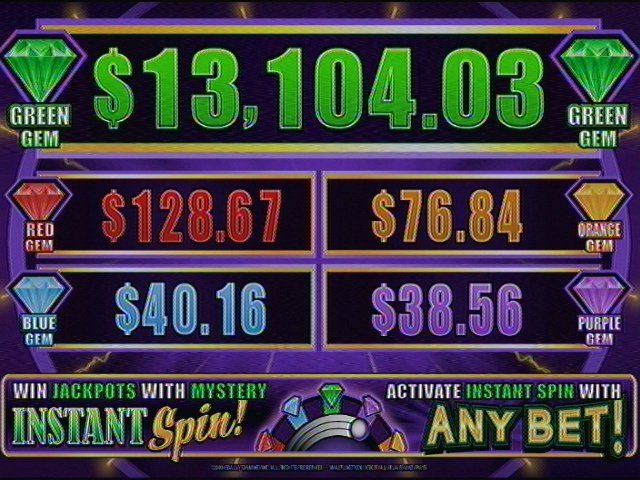 $13,104.03
GREEN
GEM
GREEN
GEM
RED
GEM
$128.67
$76.84
ORANGE
GEM
BLUE
GEM
$40.16
$38.56
PURPLE
GEM
WIN JACKPOTS WITH MYSTERY
INSTANT Spin!
ACTIVATE INSTANT SPIN WITH
ANY BET!